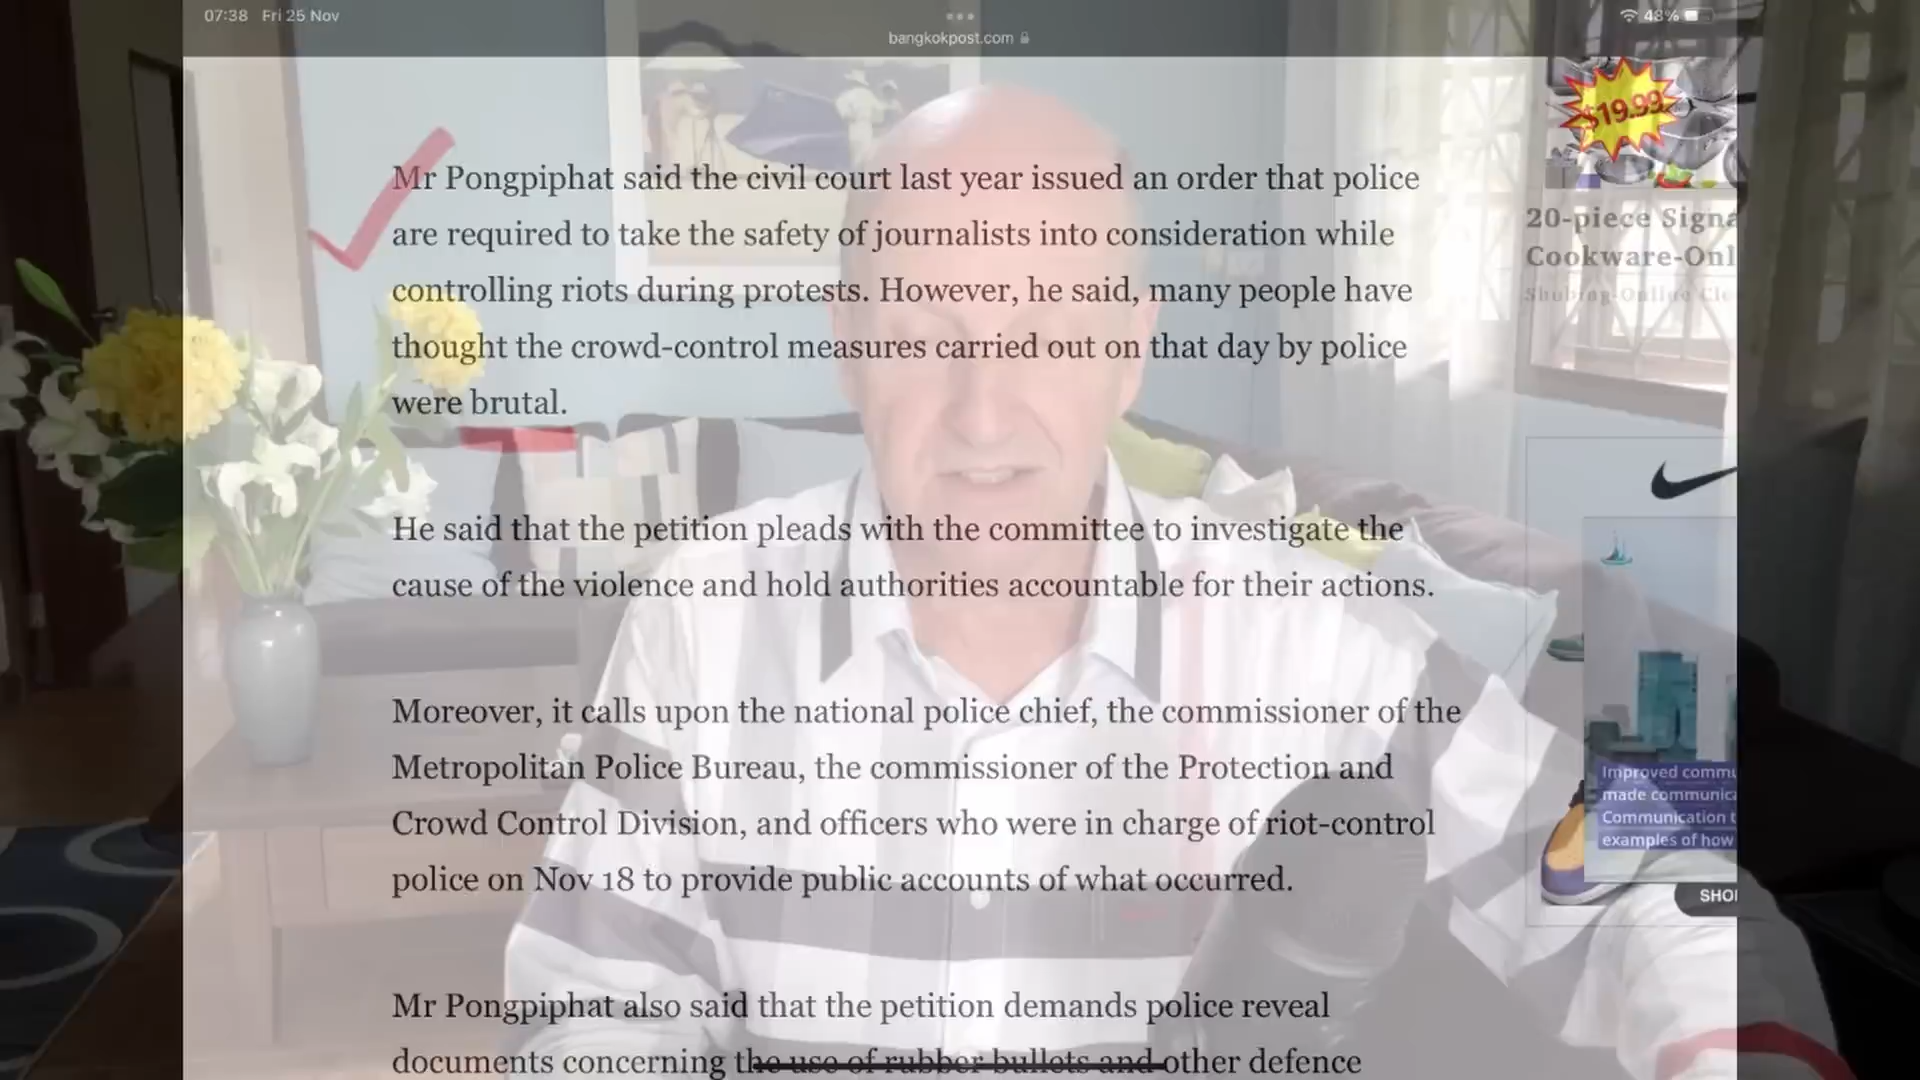 07:38 Fri 25 Nov
48%
bangkokpost.com
$19.99
Mr Pongpiphat said the civil court last year issued an order that police
are required to take the safety of journalists into consideration while
controlling riots during protests. However, he said, many people have
thought the crowd-control measures carried out on that day by police
were brutal.
20-piece Signa
Cookware-Onl
Shubing-Online Cle
He said that the petition pleads with the committee to investigate the
cause of the violence and hold authorities accountable for their actions.
Moreover, it calls upon the national police chief, the commissioner of the
Metropolitan Police Bureau, the commissioner of the Protection and
Crowd Control Division, and officers who were in charge of riot-control
police on Nov 18 to provide public accounts of what occurred.
Improved commu
made communica
Communication t
examples of how
SHO
Mr Pongpiphat also said that the petition demands police reveal
documents concerning the use of rubber bullets and other defence